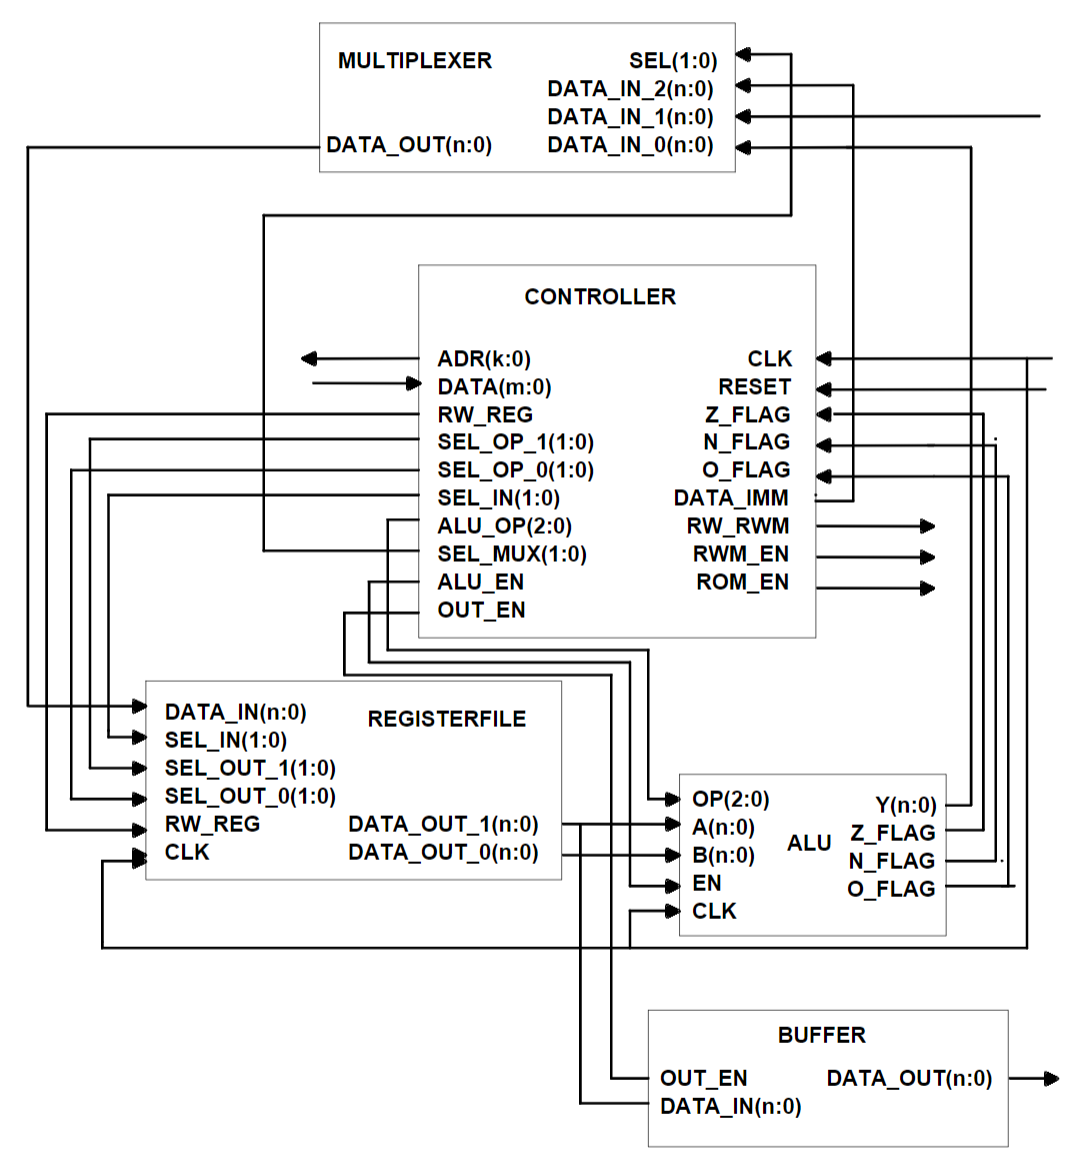 MULTIPLEXER
SEL(1:0)
DATA_IN_2(n:0)
DATA_IN_1(n:0)
DATA_OUT(n:0)
DATA_IN_0(n:0)
CONTROLLER
ADR(k:0)
CLK
DATA(m:0)
RESET
RW_REG
Z_FLAG
SEL_OP_1(1:0)
N_FLAG
SEL_OP_0(1:0)
O_FLAG
SEL_IN(1:0)
DATA_IMM
ALU_OP(2:0)
RW_RWM
SEL_MUX(1:0)
RWM_EN
ALU_EN
ROM_EN
OUT_EN
REGISTERFILE
DATA_IN(n:0)
SEL_IN(1:0)
SEL_OUT_1(1:0)
SEL_OUT_0(1:0)
RW_REG
DATA_OUT_1(n:0)
CLK
DATA_OUT_0(n:0)
OP(2:0)
Y(n:0)
A(n:0)
Z_FLAG
ALU
B(n:0)
N_FLAG
EN
O_FLAG
CLK
BUFFER
OUT_EN
DATA_OUT(n:0)
DATA_IN(n:0)